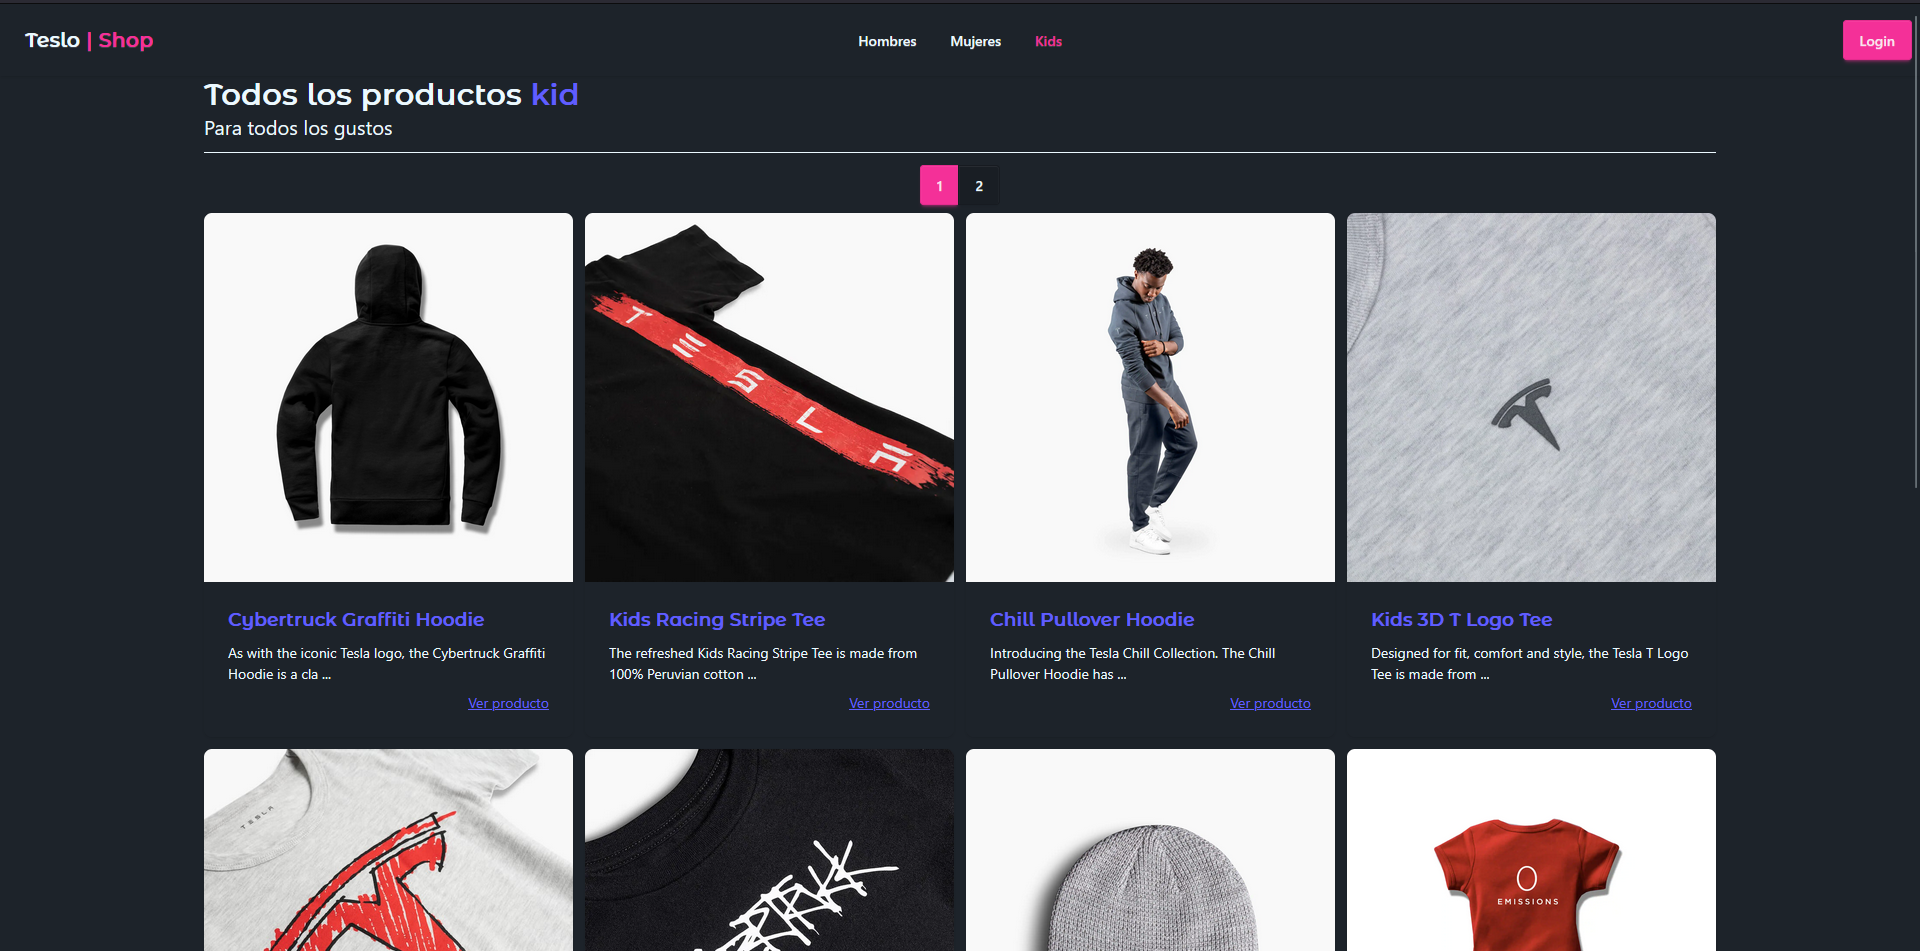 Teslo | Shop
Hombres
Mujeres
Kids
Login
Todos los productos kid
Para todos los gustos
1
2
TESLA
Cybertruck Graffiti Hoodie
As with the iconic Tesla logo, the Cybertruck Graffiti
Hoodie is a cla ...
Ver producto
Kids Racing Stripe Tee
The refreshed Kids Racing Stripe Tee is made from
100% Peruvian cotton ...
Ver producto
Chill Pullover Hoodie
Introducing the Tesla Chill Collection. The Chill
Pullover Hoodie has ...
Ver producto
Kids 3D T Logo Tee
Designed for fit, comfort and style, the Tesla T Logo
Tee is made from ...
Ver producto
TESLA
0
EMISSIONS